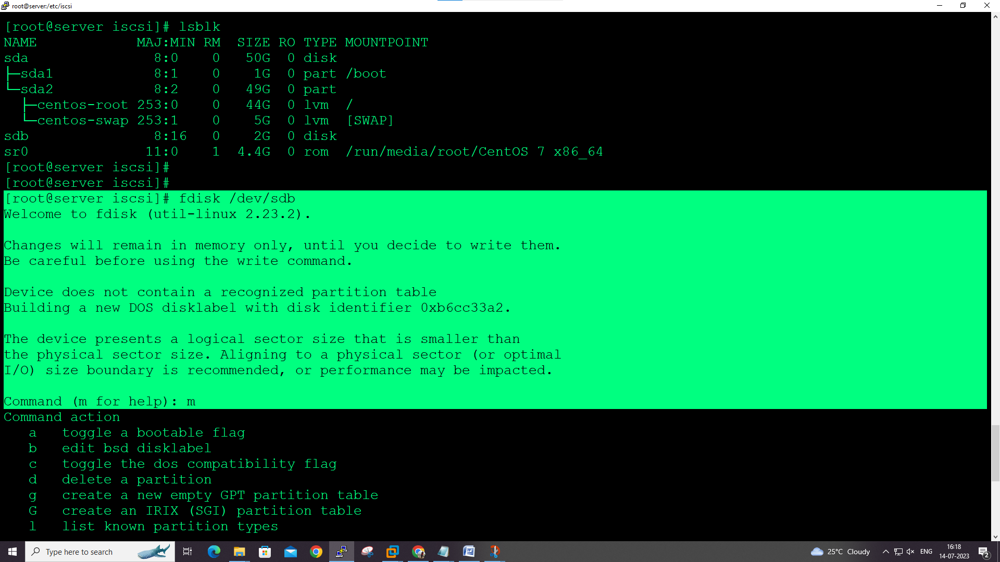 root@server:/etc/iscsi
[root@server iscsi]# lsblk
NAME            MAJ:MIN RM  SIZE RO TYPE MOUNTPOINT
sda               8:0    0   50G  0 disk
├─sda1            8:1    0    1G  0 part /boot
└─sda2            8:2    0   49G  0 part
  ├─centos-root 253:0    0   44G  0 lvm  /
  └─centos-swap 253:1    0    5G  0 lvm  [SWAP]
sdb               8:16   0    2G  0 disk
sr0              11:0    1  4.4G  0 rom  /run/media/root/CentOS 7 x86_64
[root@server iscsi]#
[root@server iscsi]#
[root@server iscsi]# fdisk /dev/sdb
Welcome to fdisk (util-linux 2.23.2).
Changes will remain in memory only, until you decide to write them.
Be careful before using the write command.
Device does not contain a recognized partition table
Building a new DOS disklabel with disk identifier 0xb6cc33a2.
The device presents a logical sector size that is smaller than
the physical sector size. Aligning to a physical sector (or optimal
I/O) size boundary is recommended, or performance may be impacted.
Command (m for help): m
Command action
   a   toggle a bootable flag
   b   edit bsd disklabel
   c   toggle the dos compatibility flag
   d   delete a partition
   g   create a new empty GPT partition table
   G   create an IRIX (SGI) partition table
   l   list known partition types
Type here to search
25°C Cloudy
ENG
16:18
14-07-2023
2